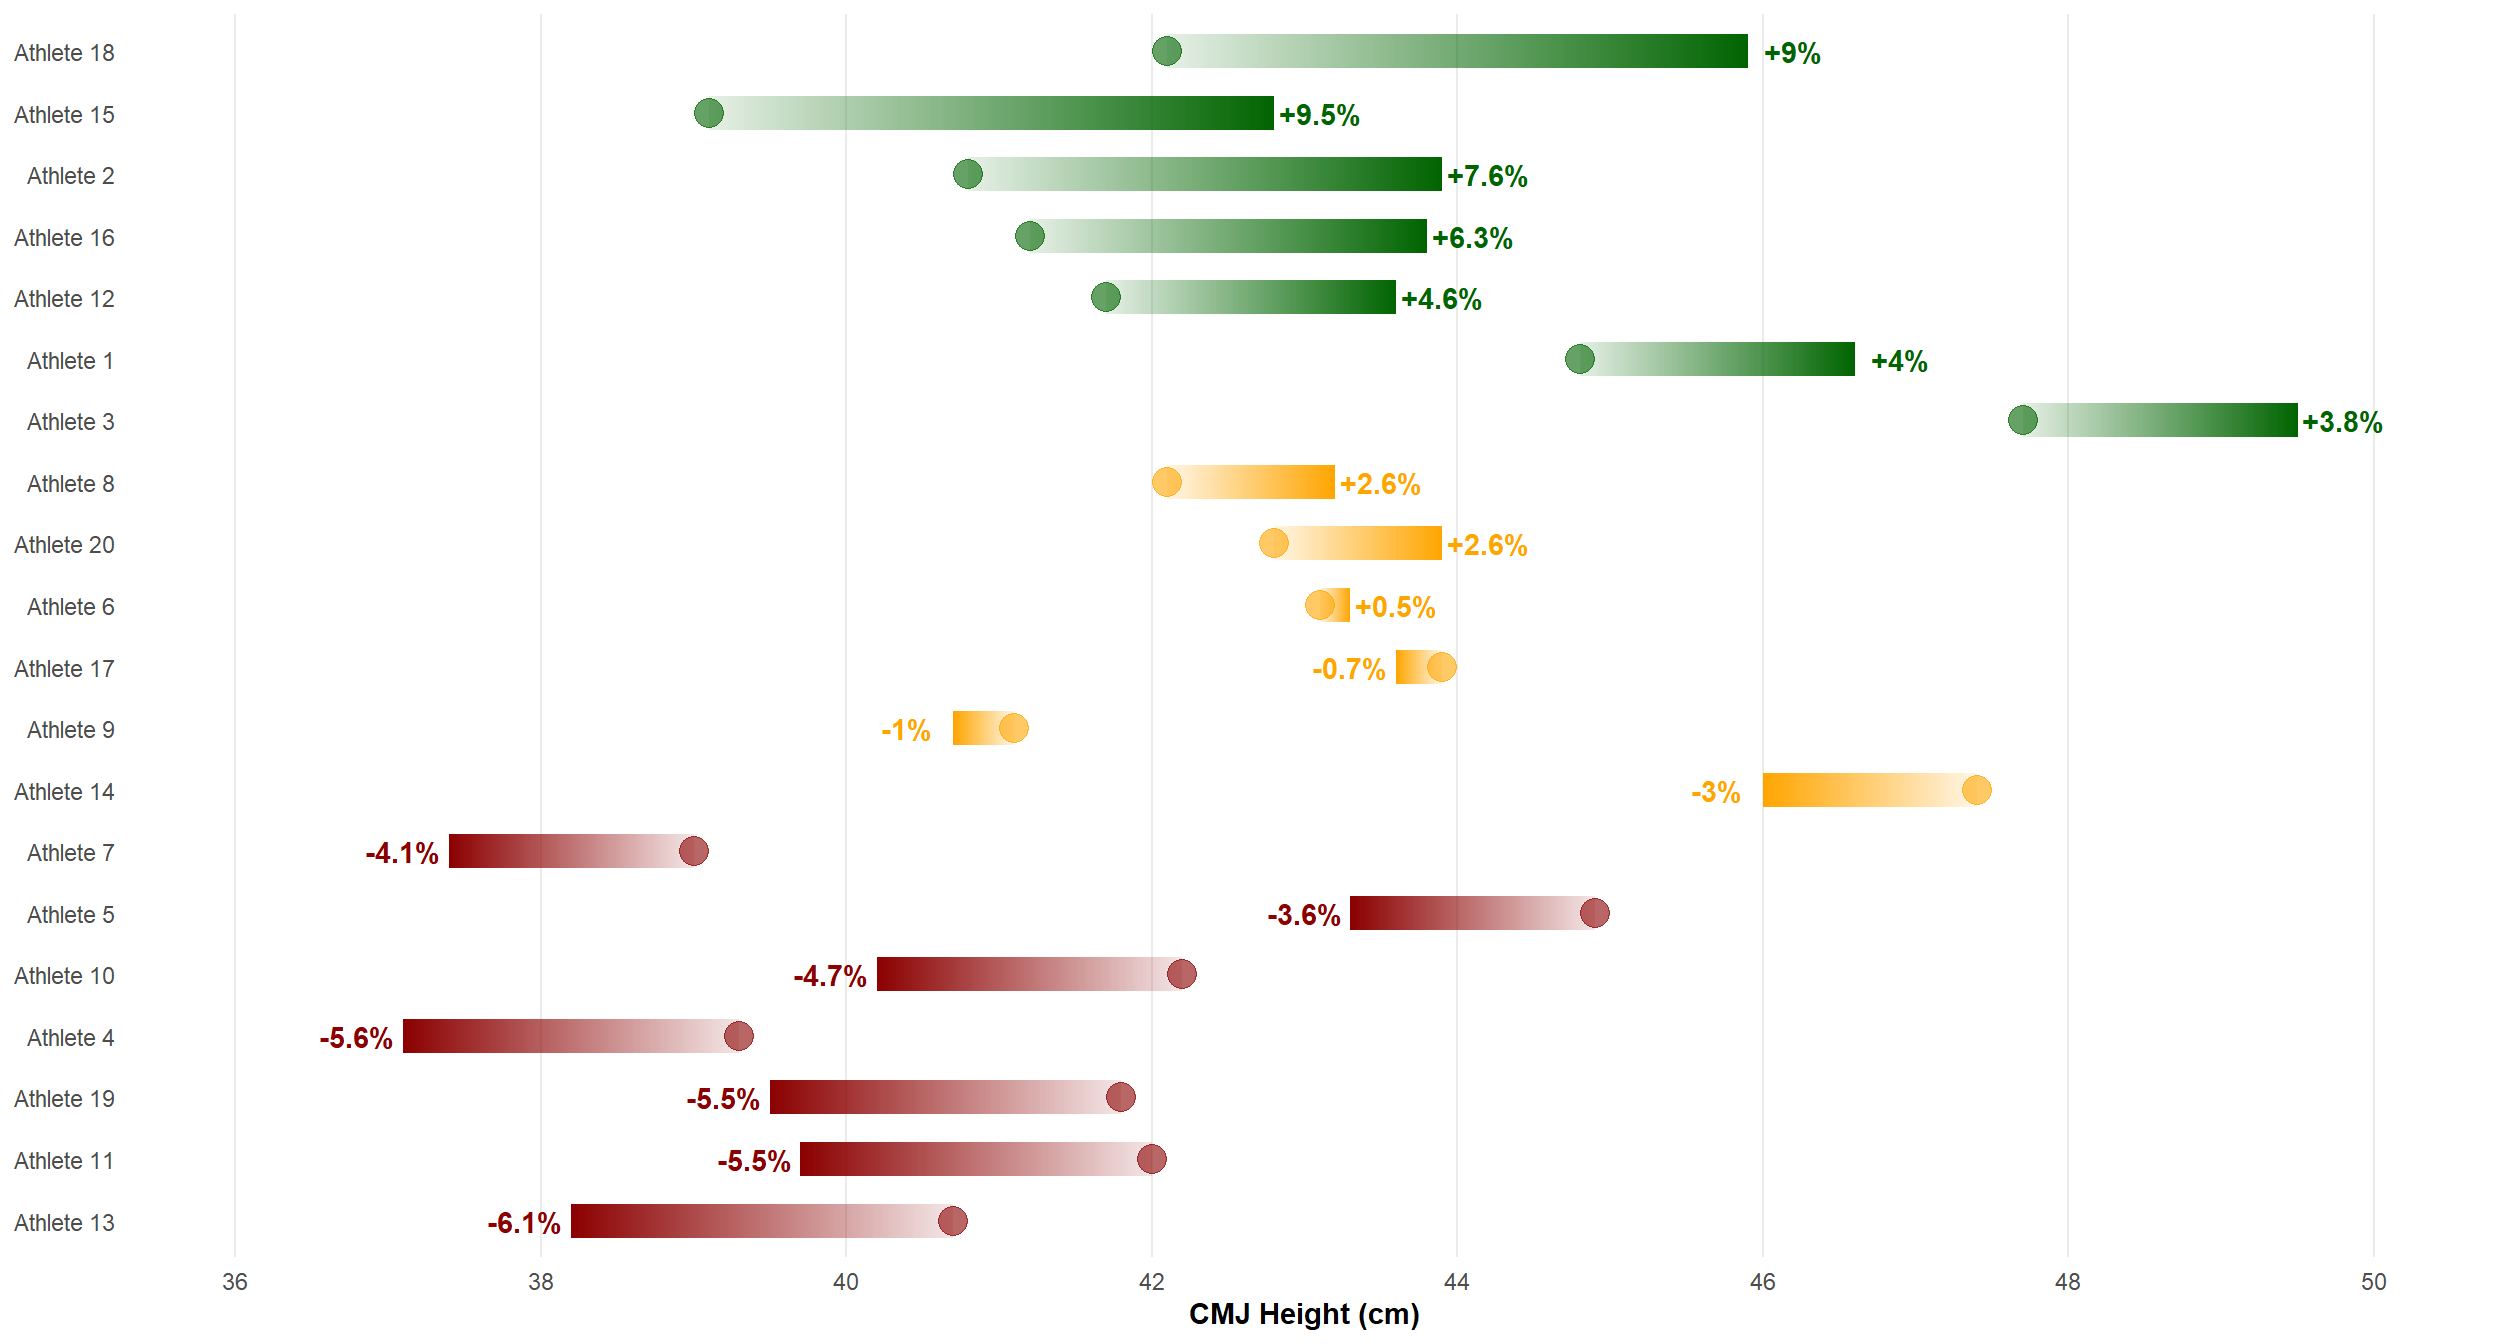 Athlete 18 +9%
Athlete 15 +9.5%
Athlete 2 +7.6%
Athlete 16 +6.3%
Athlete 12 +4.6%
Athlete 1 +4%
Athlete 3 +3.8%
Athlete 8 +2.6%
Athlete 20 +2.6%
Athlete 6 +0.5%
Athlete 17 -0.7%
Athlete 9 -1%
Athlete 14 -3%
Athlete 7 -4.1%
Athlete 5 -3.6%
Athlete 10 -4.7%
Athlete 4 -5.6%
Athlete 19 -5.5%
Athlete 11 -5.5%
Athlete 13 -6.1%
36 38 40 42 44 46 48 50
CMJ Height (cm)